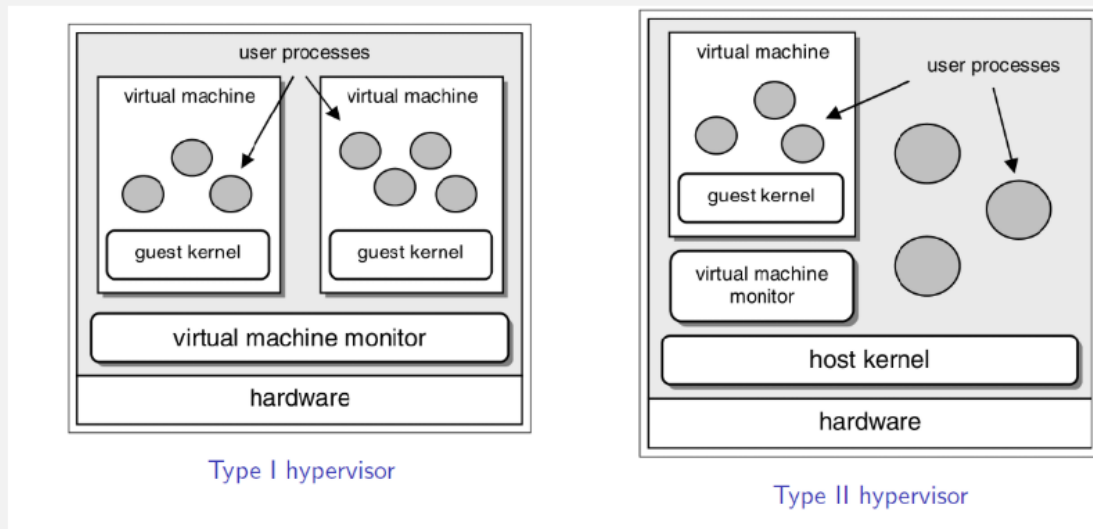 user processes
virtual machine
virtual machine
guest kernel
guest kernel
virtual machine monitor
hardware
Type I hypervisor
virtual machine
user processes
guest kernel
virtual machine
monitor
host kernel
hardware
Type II hypervisor